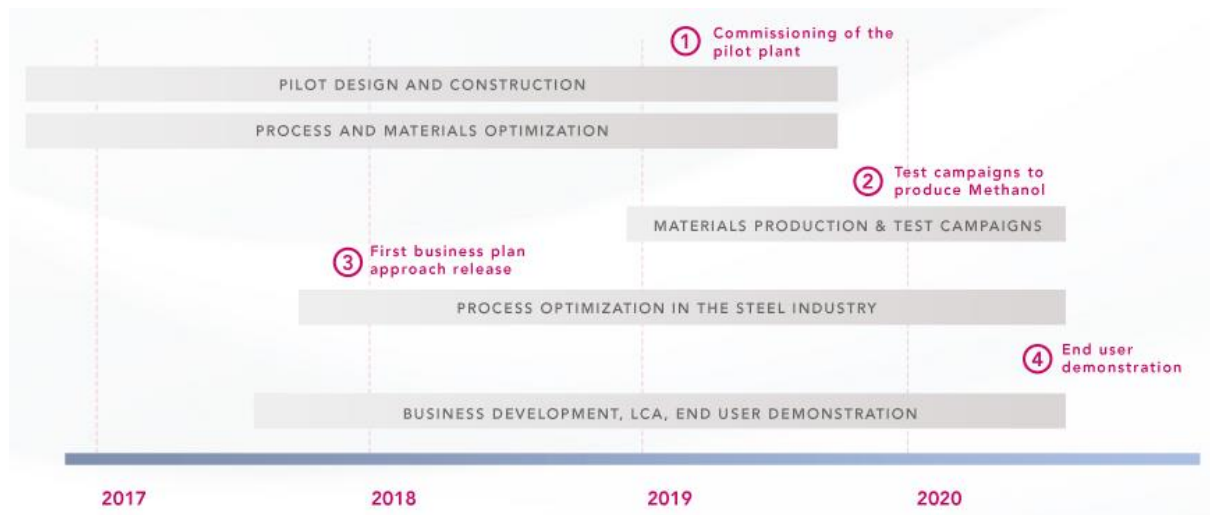 1 Commissioning of the
pilot plant
PILOT DESIGN AND CONSTRUCTION
PROCESS AND MATERIALS OPTIMIZATION
2 Test campaigns to
produce Methanol
MATERIALS PRODUCTION & TEST CAMPAIGNS
3 First business plan
approach release
PROCESS OPTIMIZATION IN THE STEEL INDUSTRY
4 End user
demonstration
BUSINESS DEVELOPMENT, LCA, END USER DEMONSTRATION
2017 2018 2019 2020